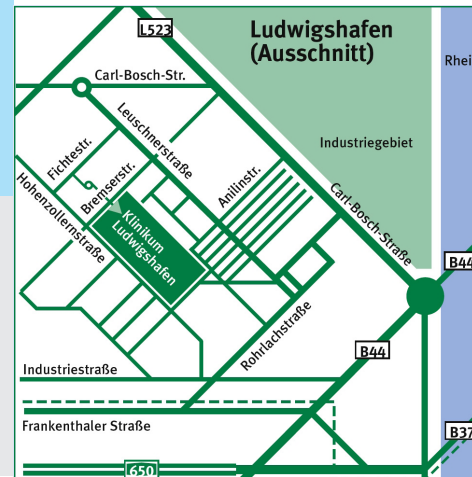 L523
Ludwigshafen
(Ausschnitt)
Rhei
Carl-Bosch-Str.
Leuschnerstraße
Industriegebiet
Fichtestr.
Bremserstr.
Anilinstr.
Hohenzollernstraße
Klinikum
Ludwigshafen
Carl-Bosch-Straße
B44
Rohrlachstraße
B44
Industriestraße
Frankenthaler Straße
B37
650